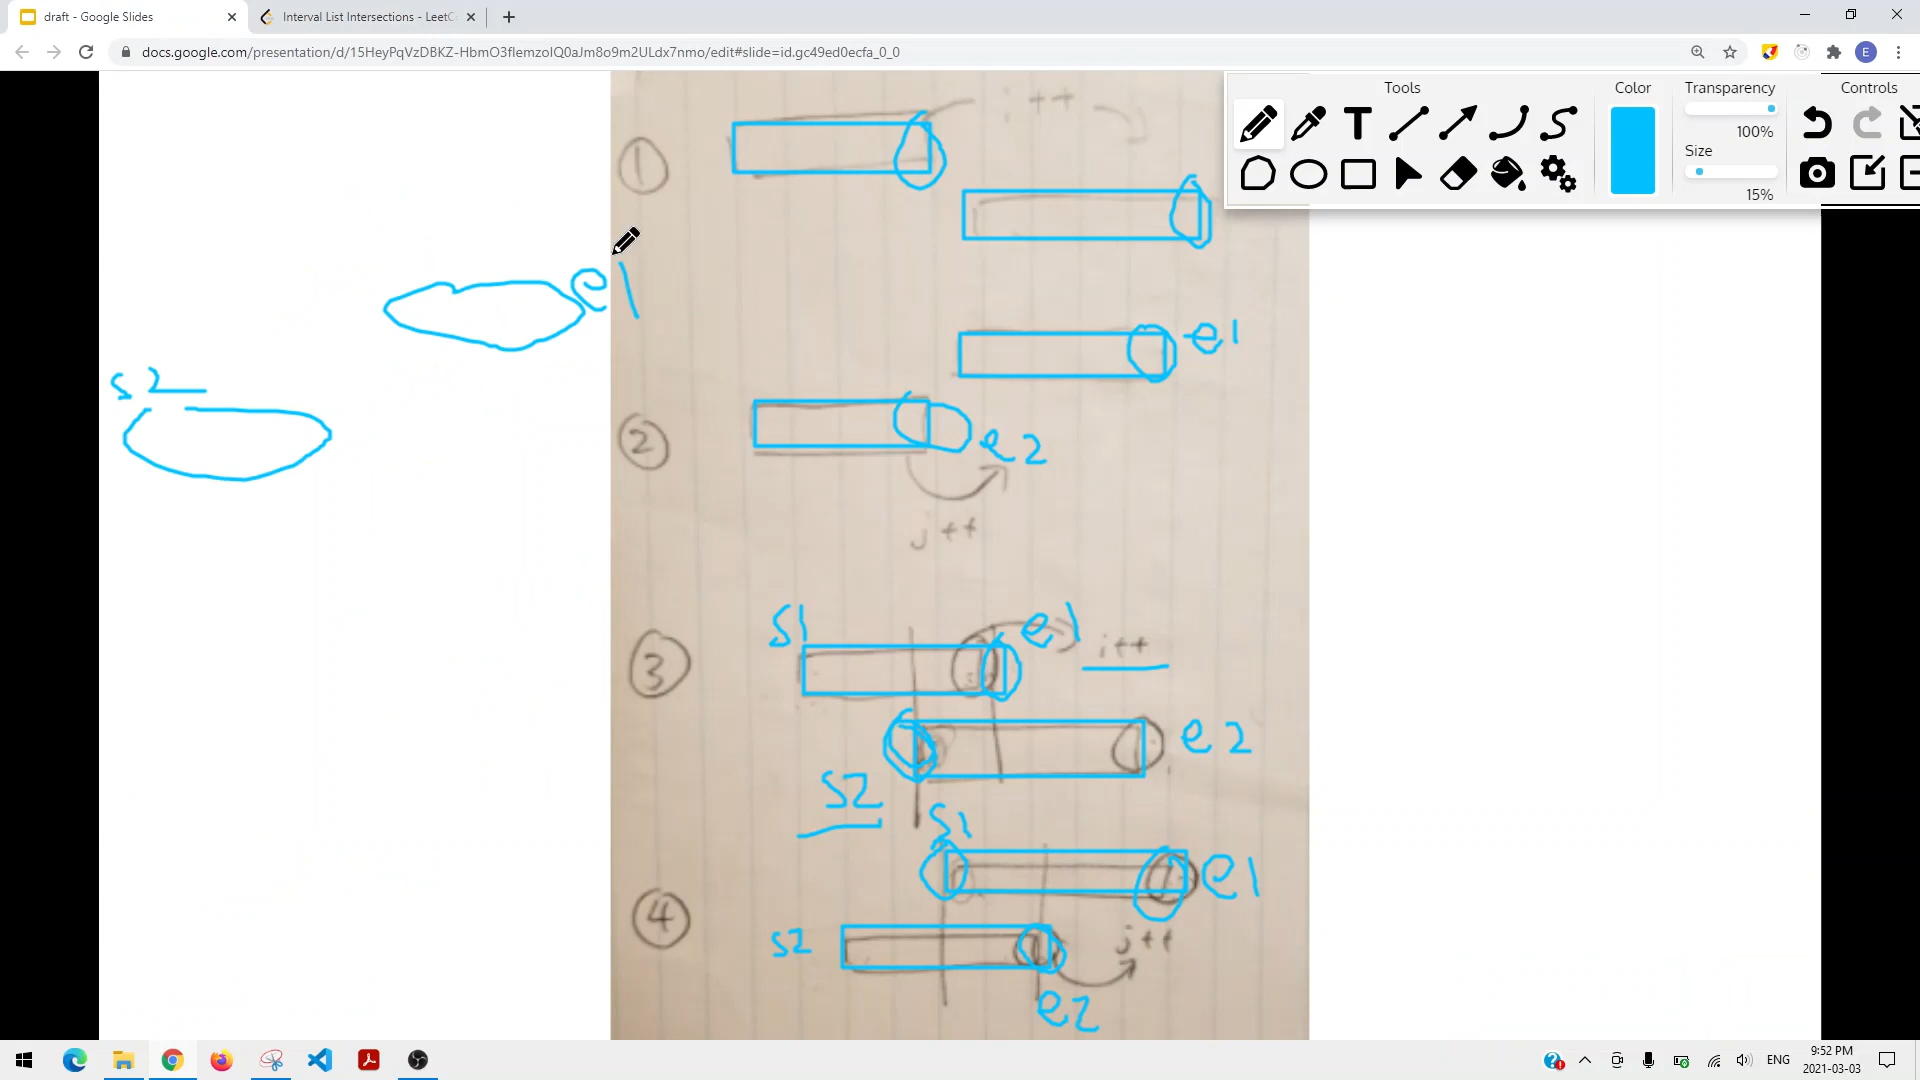 draft - Google Slides
Interval List Intersections - LeetC
docs.google.com/presentation/d/15HeyPqVzDBKZ-HbmO3flemzoIQ0aJm8o9m2ULdx7nmo/edit#slide=id.gc49ed0ecfa_0_0
E
Tools
Color
Transparency
Controls
100%
Size
15%
T
i++
1
e1
e1
s2
2
e2
j++
S1
e1
i++
3
e2
S2
S1
e1
4
s2
j++
e2
ENG
9:52 PM
2021-03-03